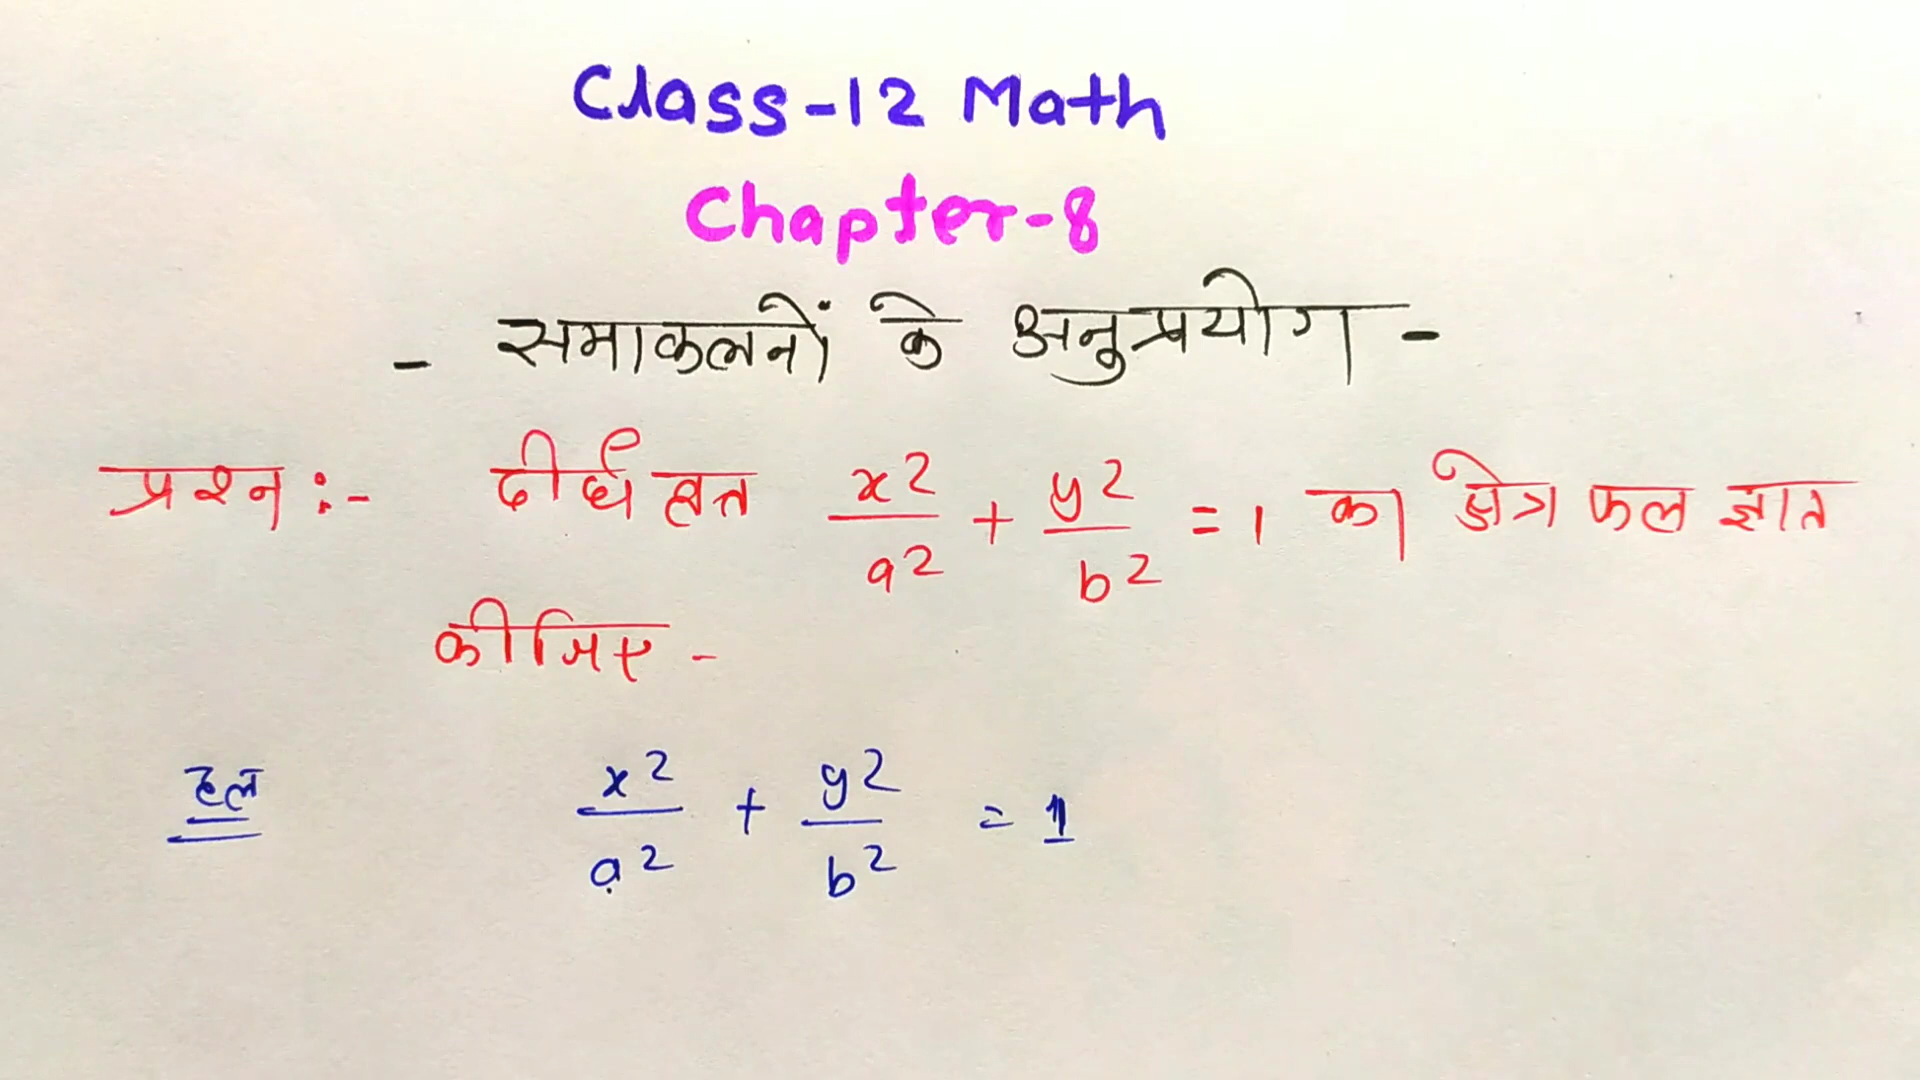 Class-12 Math
Chapter-8
- समाकलनों के अनुप्रयोग -
प्रश्न :- दीर्घवृत्त x²/a² + y²/b² = 1 का क्षेत्रफल ज्ञात
कीजिए -
हल x²/a² + y²/b² = 1